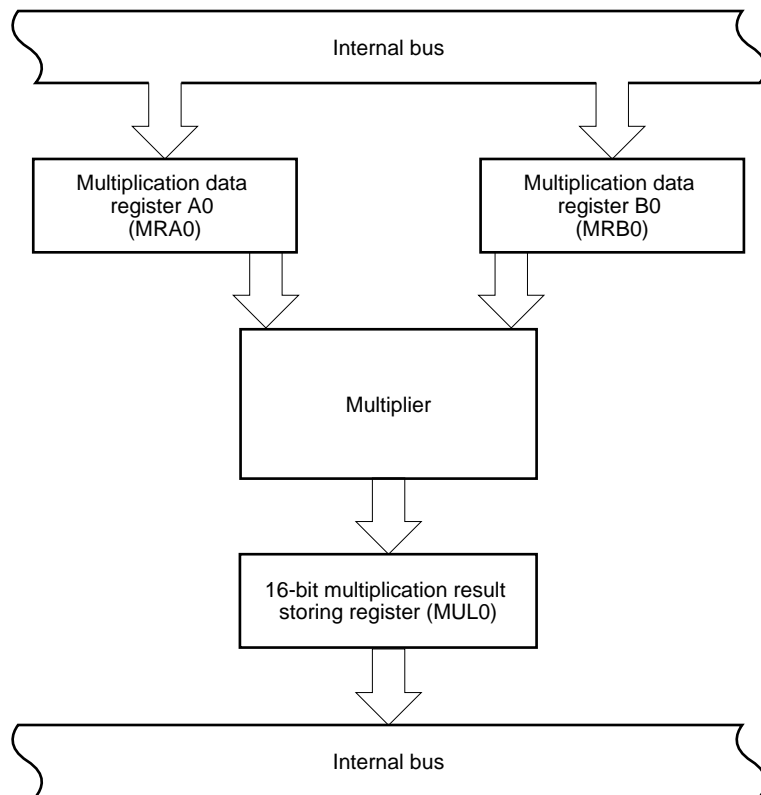 Internal bus
Multiplication data
register A0
(MRA0)
Multiplication data
register B0
(MRB0)
Multiplier
16-bit multiplication result
storing register (MUL0)
Internal bus